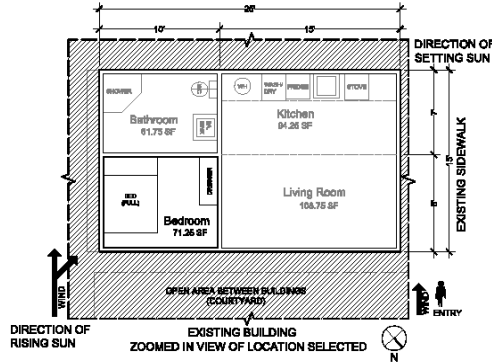 25'
10'
15'
DIRECTION OF
SETTING SUN
SHOWER
WH
WASH/
DRY
FRIDGE
STOVE
Bathroom
61.75 SF
Kitchen
94.25 SF
7'
15'
8'
EXISTING SIDEWALK
BED
(FULL)
DRESSER
Bedroom
71.25 SF
Living Room
108.75 SF
WIND
OPEN AREA BETWEEN BUILDINGS
(COURTYARD)
WIND
ENTRY
DIRECTION OF
RISING SUN
EXISTING BUILDING
ZOOMED IN VIEW OF LOCATION SELECTED
N